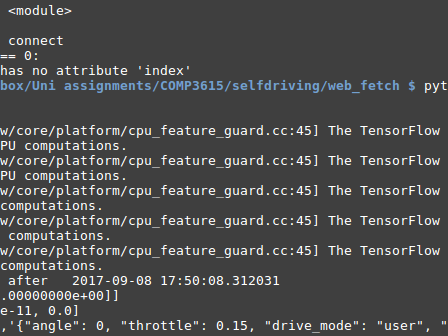 <module>
connect
== 0:
has no attribute 'index'
box/Uni assignments/COMP3615/selfdriving/web_fetch $ pyt
w/core/platform/cpu_feature_guard.cc:45] The TensorFlow
PU computations.
w/core/platform/cpu_feature_guard.cc:45] The TensorFlow
PU computations.
w/core/platform/cpu_feature_guard.cc:45] The TensorFlow
computations.
w/core/platform/cpu_feature_guard.cc:45] The TensorFlow
computations.
w/core/platform/cpu_feature_guard.cc:45] The TensorFlow
computations.
after   2017-09-08 17:50:08.312031
.00000000e+00]]
e-11, 0.0]
,'{"angle": 0, "throttle": 0.15, "drive_mode": "user", "